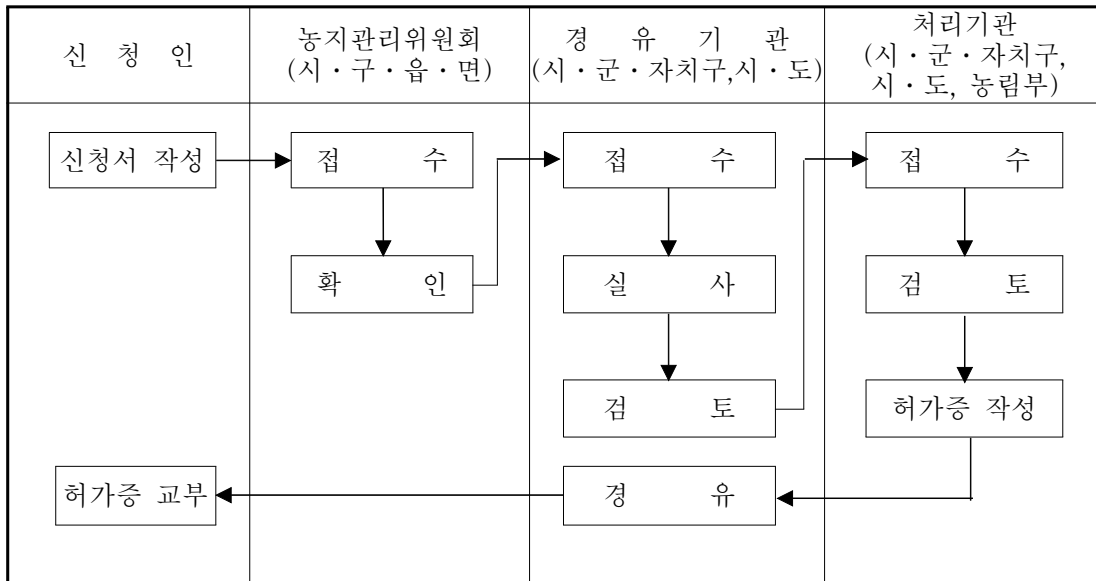 신 청 인
농지관리위원회
(시·구·읍·면)
경 유 기 관
(시·군·자치구,시·도)
처리기관
(시·군·자치구,
시·도, 농림부)
신청서 작성
접 수
접 수
접 수
확 인
실 사
검 토
검 토
허가증 작성
허가증 교부
경 유